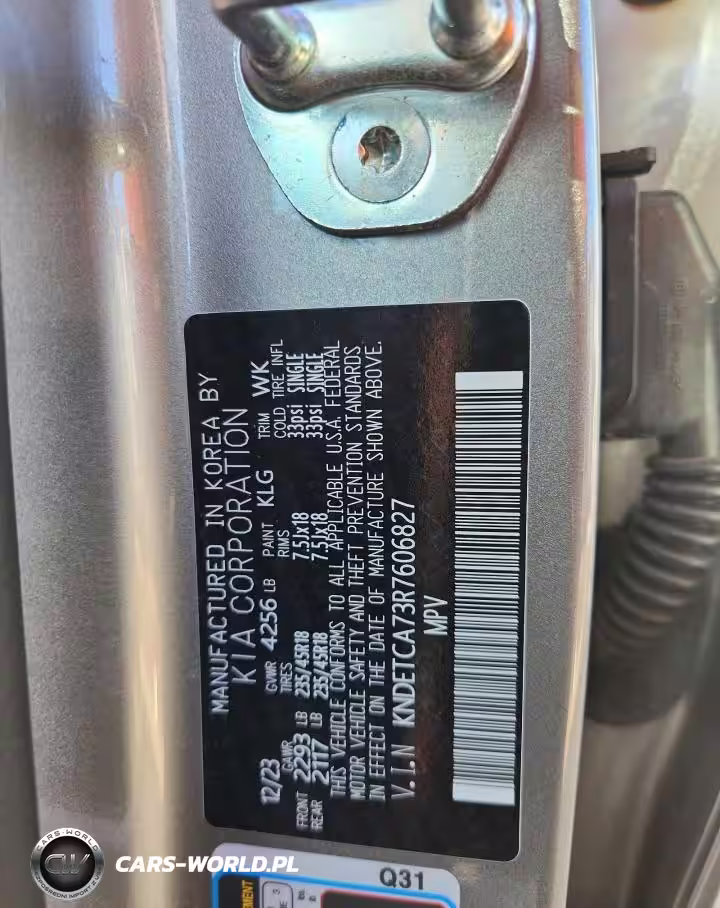 MANUFACTURED IN KOREA BY
KIA CORPORATION
12/23 GVWR 4256 LB PAINT KLG TRIM WK
GAWR TIRES RIMS COLD TIRE INFL
FRONT 2293 LB 235/45R18 7.5Jx18 33psi SINGLE
REAR 2117 LB 235/45R18 7.5Jx18 33psi SINGLE
THIS VEHICLE CONFORMS TO ALL APPLICABLE U.S.A. FEDERAL
MOTOR VEHICLE SAFETY AND THEFT PREVENTION STANDARDS
IN EFFECT ON THE DATE OF MANUFACTURE SHOWN ABOVE.
V.I.N KNDETCA73R7606827
MPV
Q31
CARS-WORLD
CW
CARS-WORLD.PL